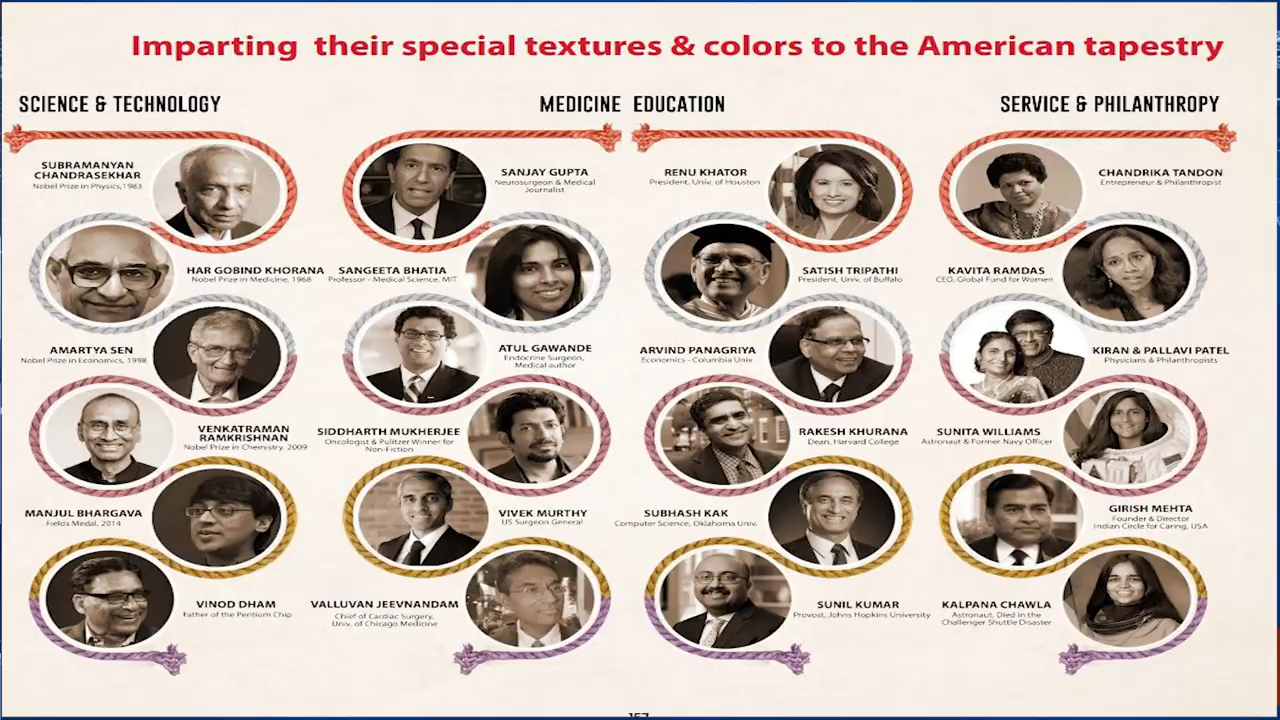 Imparting their special textures & colors to the American tapestry
SCIENCE & TECHNOLOGY
SUBRAMANYAN
CHANDRASEKHAR
Nobel Prize in Physics, 1983
HAR GOBIND KHORANA
Nobel Prize in Medicine, 1968
AMARTYA SEN
Nobel Prize in Economics, 1998
VENKATRAMAN
RAMKRISHNAN
Nobel Prize in Chemistry, 2009
MANJUL BHARGAVA
Fields Medal, 2014
VINOD DHAM
Father of the Pentium Chip
MEDICINE
SANJAY GUPTA
Neurosurgeon & Medical
Journalist
SANGEETA BHATIA
Professor - Medical Science, MIT
ATUL GAWANDE
Endocrine Surgeon,
Medical author
SIDDHARTH MUKHERJEE
Oncologist & Pulitzer Winner for
Non-Fiction
VIVEK MURTHY
US Surgeon General
VALLUVAN JEEVNANDAM
Chief of Cardiac Surgery,
Univ. of Chicago Medicine
EDUCATION
RENU KHATOR
President, Univ. of Houston
SATISH TRIPATHI
President, Univ. of Buffalo
ARVIND PANAGRIYA
Economics - Columbia Univ.
RAKESH KHURANA
Dean, Harvard College
SUBHASH KAK
Computer Science, Oklahoma Univ.
SUNIL KUMAR
Provost, Johns Hopkins University
SERVICE & PHILANTHROPY
CHANDRIKA TANDON
Entrepreneur & Philanthropist
KAVITA RAMDAS
CEO, Global Fund for Women
KIRAN & PALLAVI PATEL
Physicians & Philanthropists
SUNITA WILLIAMS
Astronaut & Former Navy Officer
GIRISH MEHTA
Founder & Director
Indian Circle for Caring, USA
KALPANA CHAWLA
Astronaut, Died in the
Challenger Shuttle Disaster
157